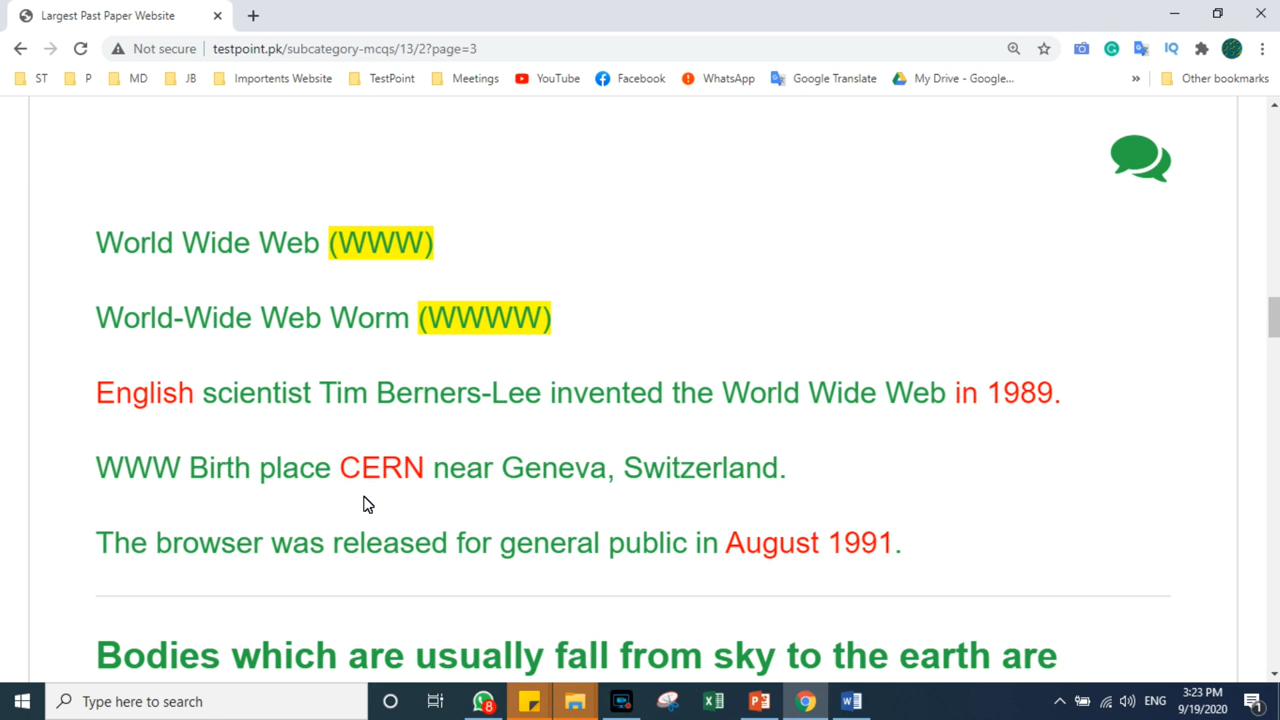 Largest Past Paper Website
Not secure testpoint.pk/subcategory-mcqs/13/2?page=3
ST P MD JB Importents Website TestPoint Meetings YouTube Facebook WhatsApp Google Translate My Drive - Google... » Other bookmarks
World Wide Web (WWW)
World-Wide Web Worm (WWWW)
English scientist Tim Berners-Lee invented the World Wide Web in 1989.
WWW Birth place CERN near Geneva, Switzerland.
The browser was released for general public in August 1991.
Bodies which are usually fall from sky to the earth are
Type here to search
8
ENG
3:23 PM
9/19/2020
1
IQ